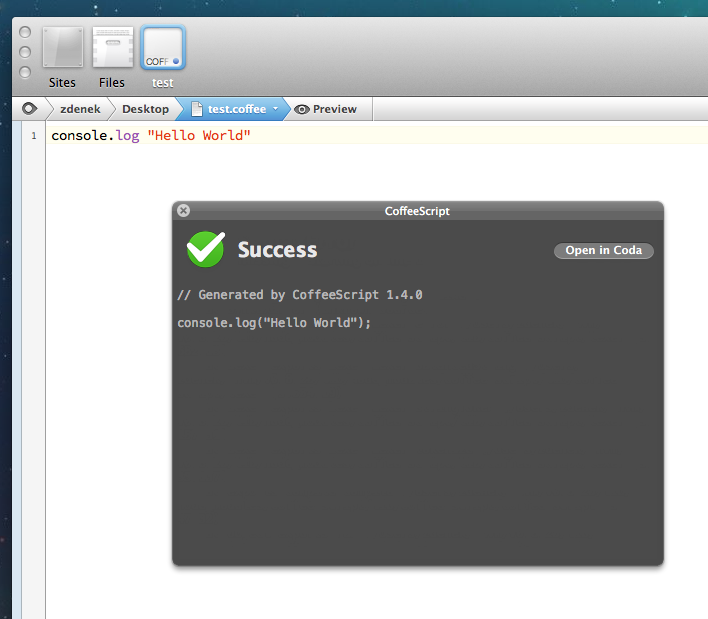 COFF
Sites Files test
zdenek Desktop test.coffee Preview
1 console.log "Hello World"
CoffeeScript
Success
Open in Coda
// Generated by CoffeeScript 1.4.0
console.log("Hello World");